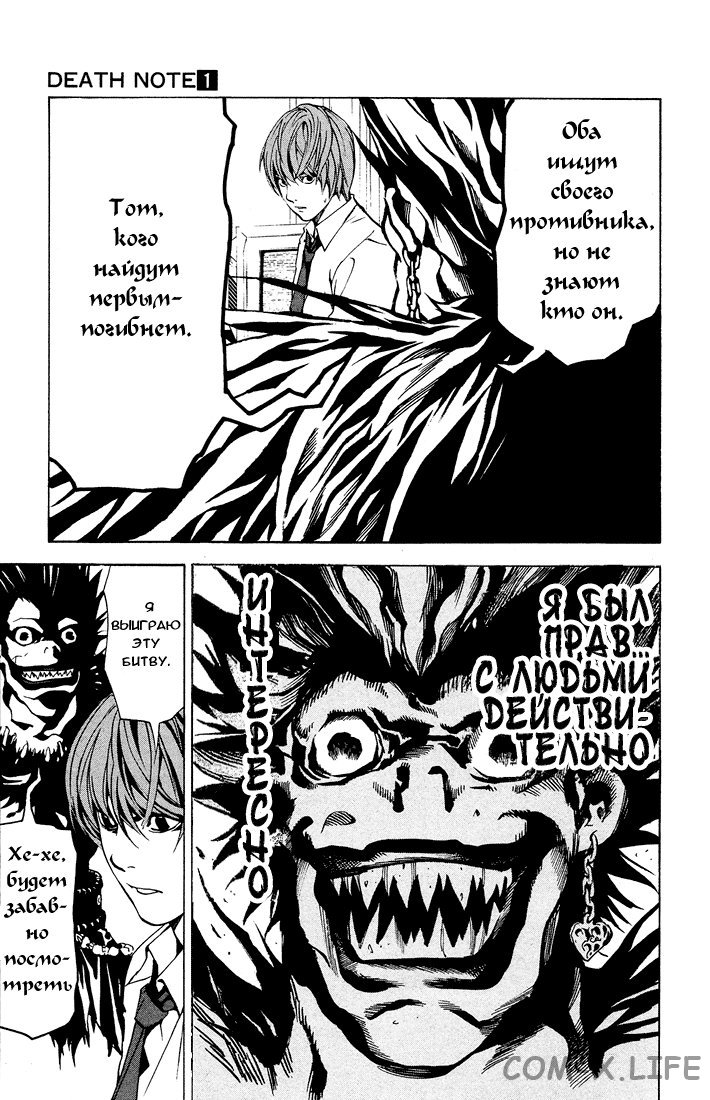 DEATH NOTE 1
Оба
ищут
своего
противника,
но не
знают
кто он.
Тот,
кого
найдут
первым-
погибнет.
Я БЫЛ
ПРАВ...
С ЛЮДЬМИ
ДЕЙСТВИ-
ТЕЛЬНО
ИНТЕРЕСНО
Я
ВЫИГРАЮ
ЭТУ
БИТВУ.
Хе-хе,
будет
забав-
но
посмо-
треть
COM-X.LIFE